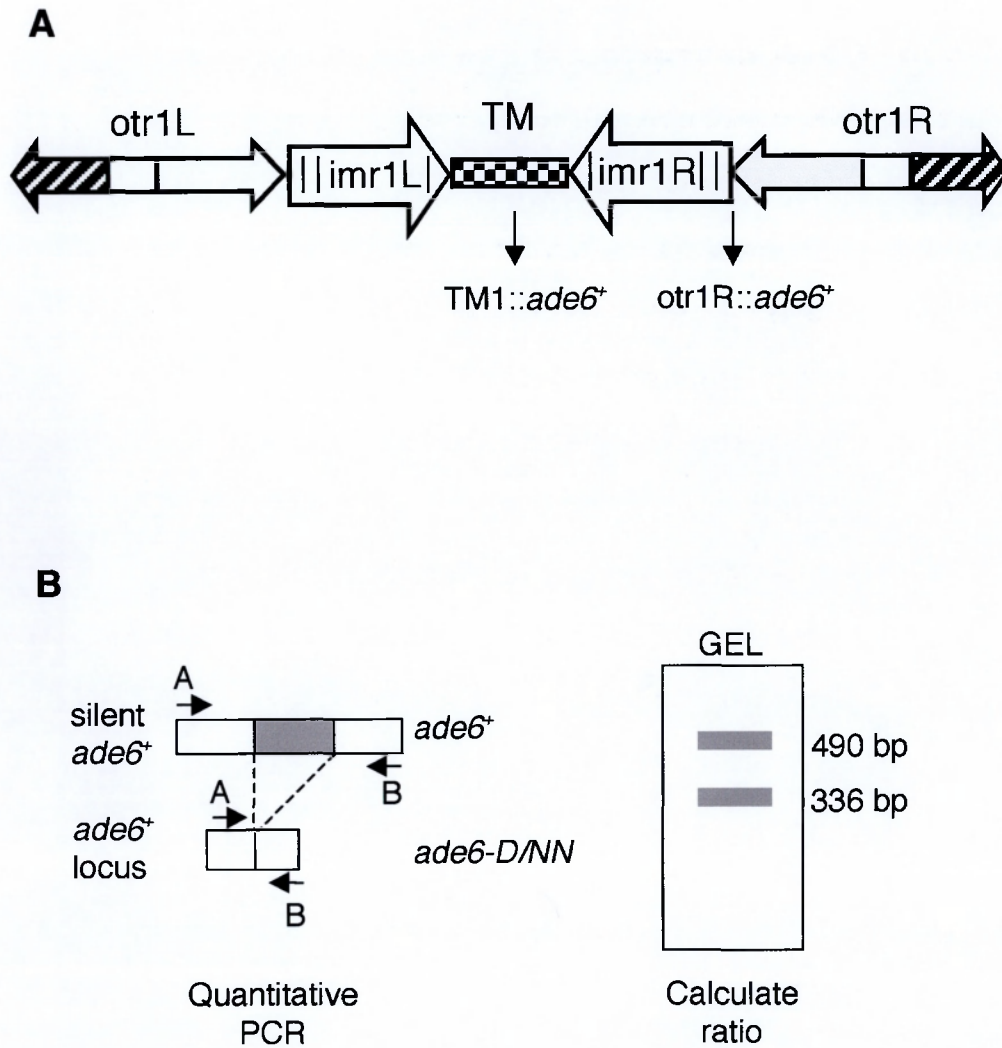 A
otr1L
TM
otr1R
imr1L
imr1R
TM1::ade6⁺
otr1R::ade6⁺
B
GEL
A
silent
ade6⁺
ade6⁺
490 bp
B
A
336 bp
ade6⁺
locus
ade6-D/NN
B
Quantitative
PCR
Calculate
ratio